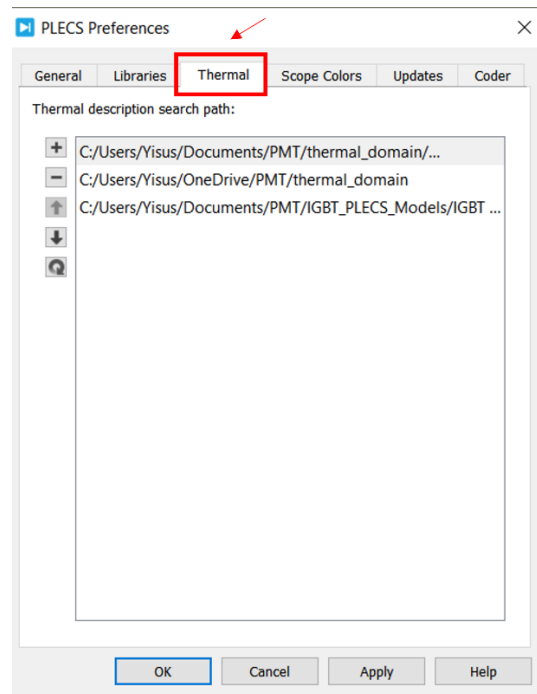 PLECS Preferences
General Libraries Thermal Scope Colors Updates Coder
Thermal description search path:
C:/Users/Yisus/Documents/PMT/thermal_domain/...
C:/Users/Yisus/OneDrive/PMT/thermal_domain
C:/Users/Yisus/Documents/PMT/IGBT_PLECS_Models/IGBT ...
OK Cancel Apply Help